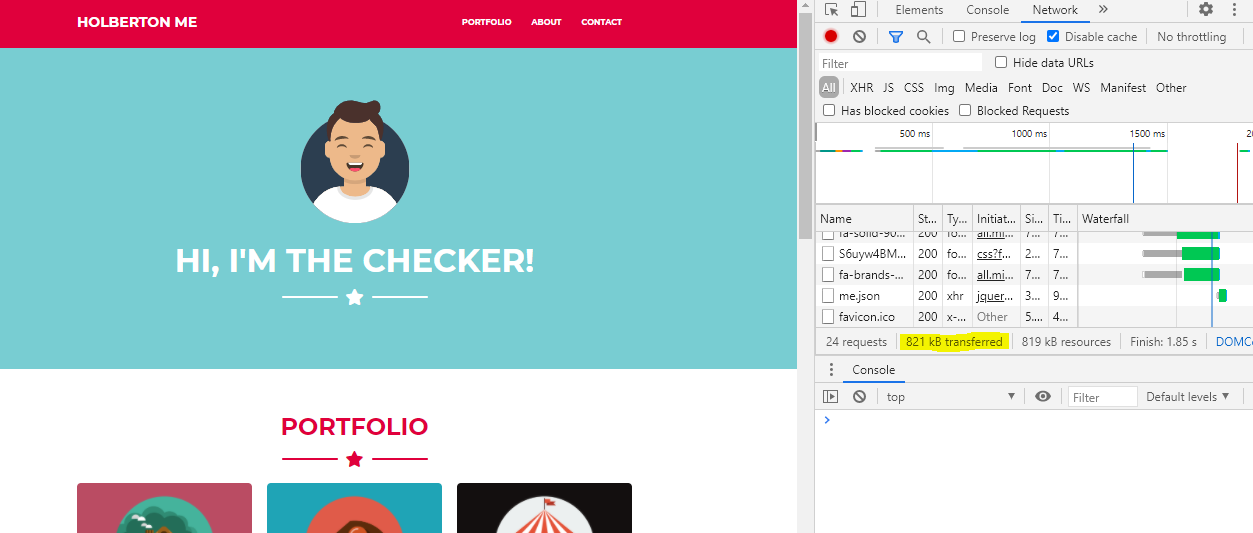 HOLBERTON ME
PORTFOLIO ABOUT CONTACT
HI, I'M THE CHECKER!
PORTFOLIO
Elements Console Network
Preserve log Disable cache No throttling
Filter Hide data URLs
All XHR JS CSS Img Media Font Doc WS Manifest Other
Has blocked cookies Blocked Requests
500 ms 1000 ms 1500 ms
Name St... Ty... Initiat... Si... Ti... Waterfall
fa-solid-90... 200 fo... all.mi... 7... 7...
S6uyw4BM... 200 fo... css?f... 2... 7...
fa-brands-... 200 fo... all.mi... 7... 7...
me.json 200 xhr jquer... 3... 9...
favicon.ico 200 x-... Other 5.... 4...
24 requests 821 kB transferred 819 kB resources Finish: 1.85 s
Console
top Filter Default levels